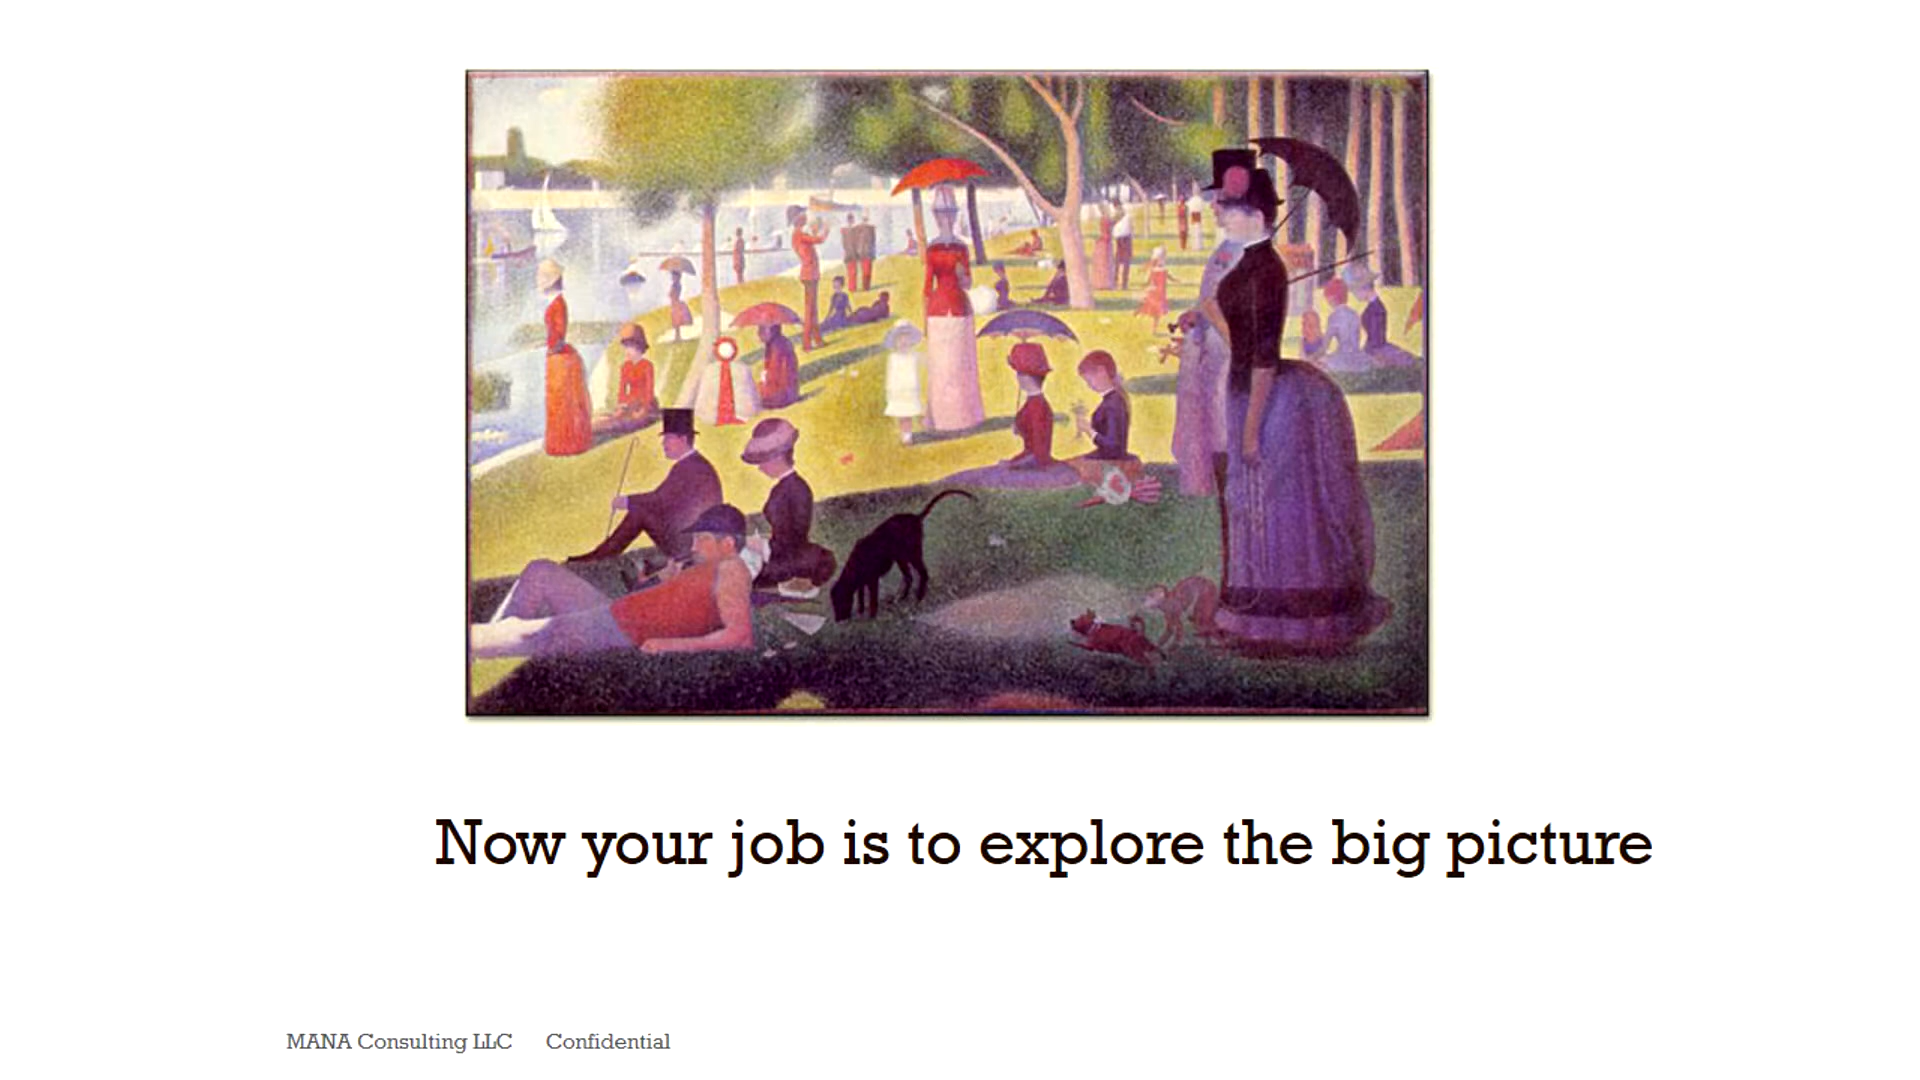 Now your job is to explore the big picture
MANA Consulting LLC Confidential